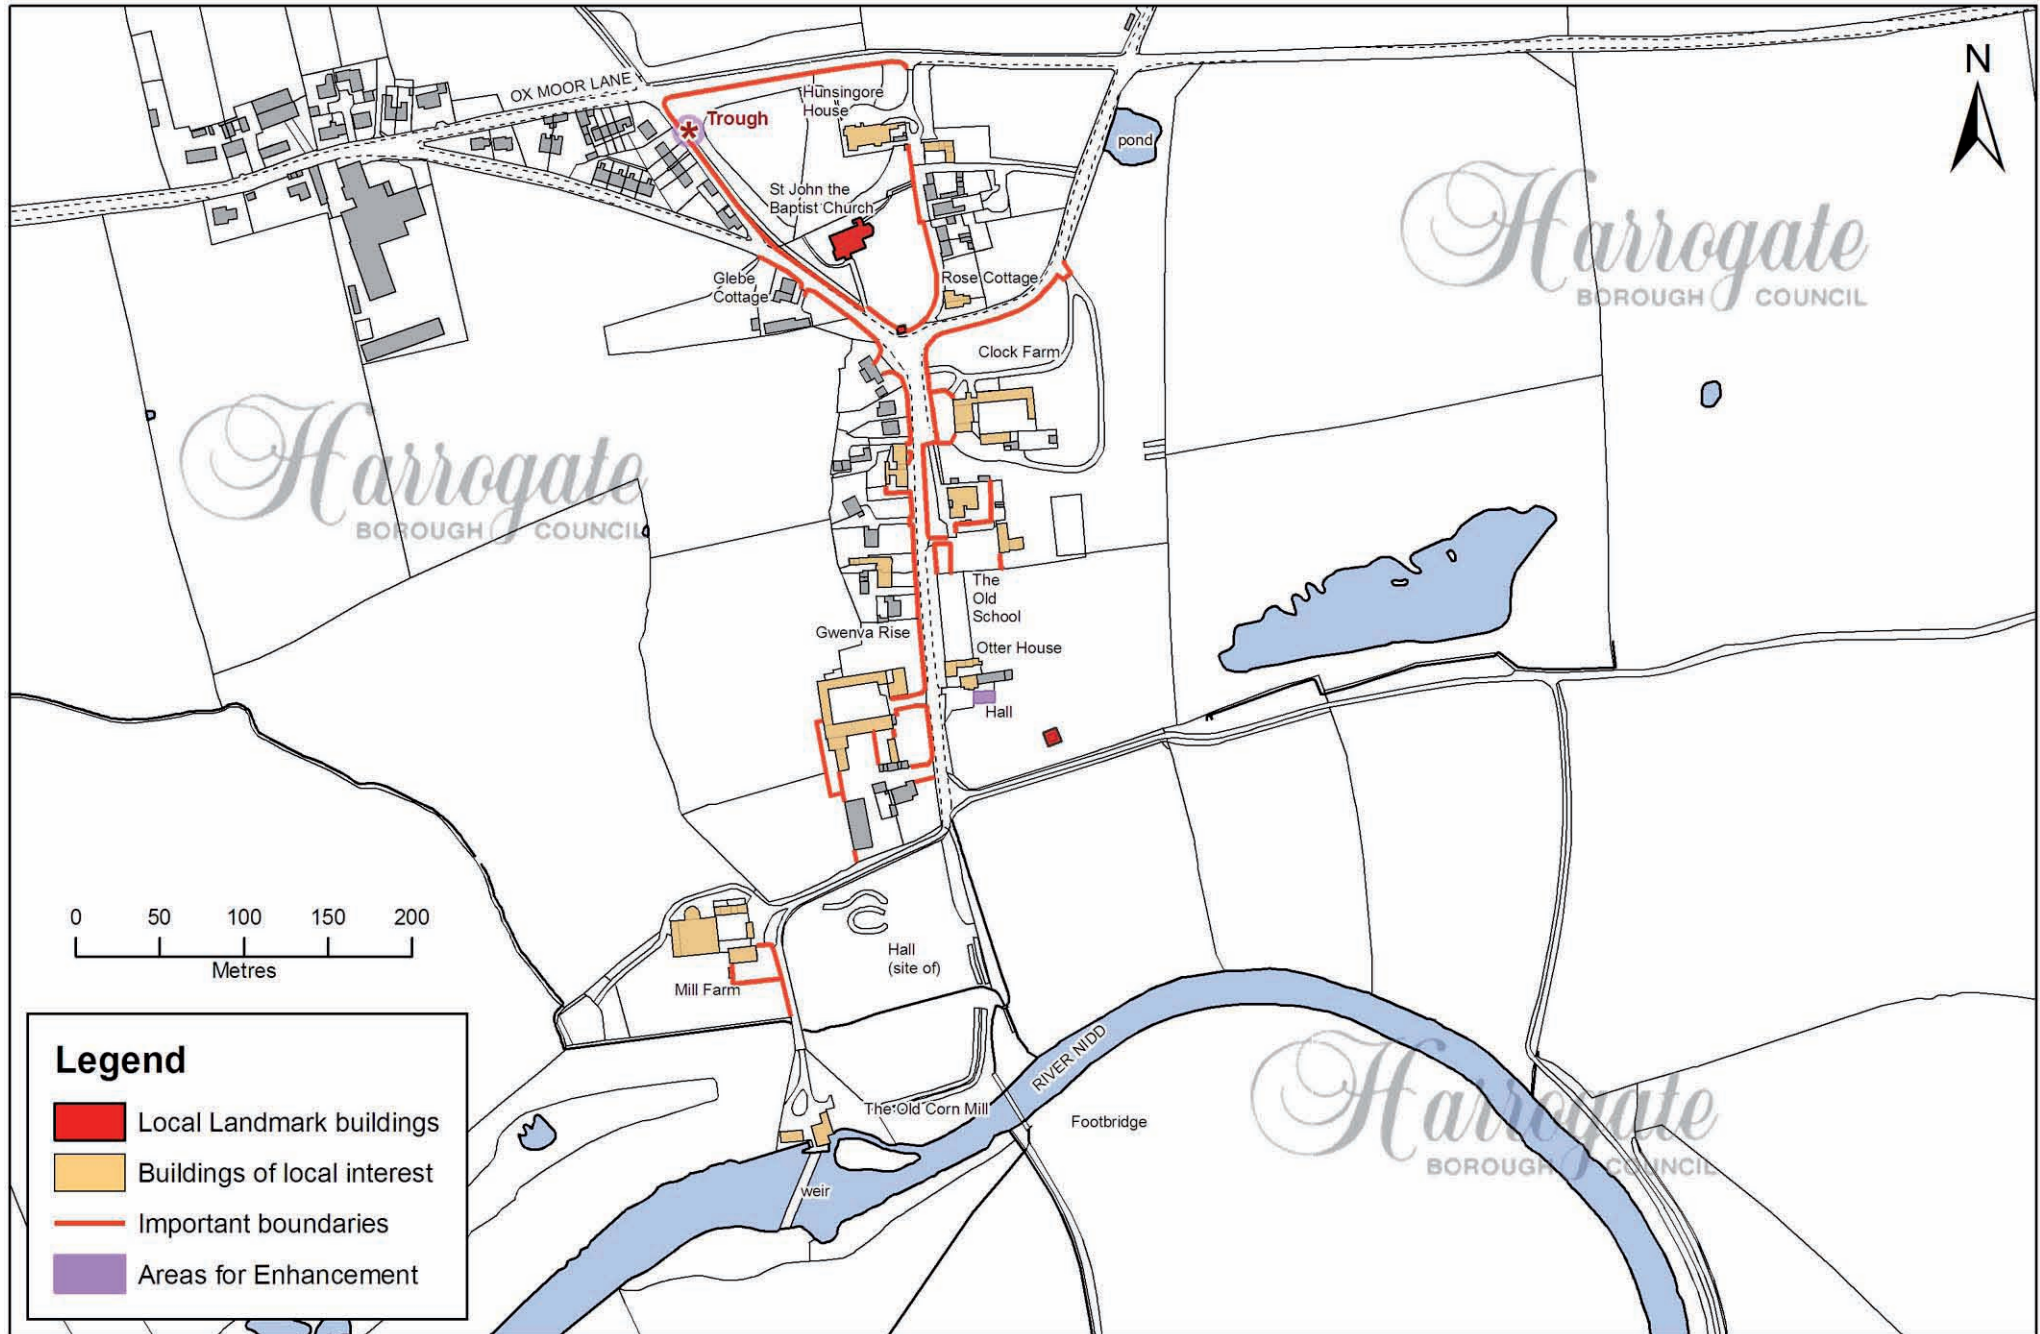 OX MOOR LANE
Trough
Hunsingore
House
N
pond
St John the
Baptist Church
Harrogate
BOROUGH COUNCIL
Glebe
Cottage
Rose Cottage
Clock Farm
Harrogate
BOROUGH COUNCIL
The
Old
School
Gwenva Rise
Otter House
Hall
0 50 100 150 200
Metres
Hall
(site of)
Mill Farm
RIVER NIDD
The Old Corn Mill
Footbridge
Harrogate
BOROUGH COUNCIL
weir
Legend
Local Landmark buildings
Buildings of local interest
Important boundaries
Areas for Enhancement